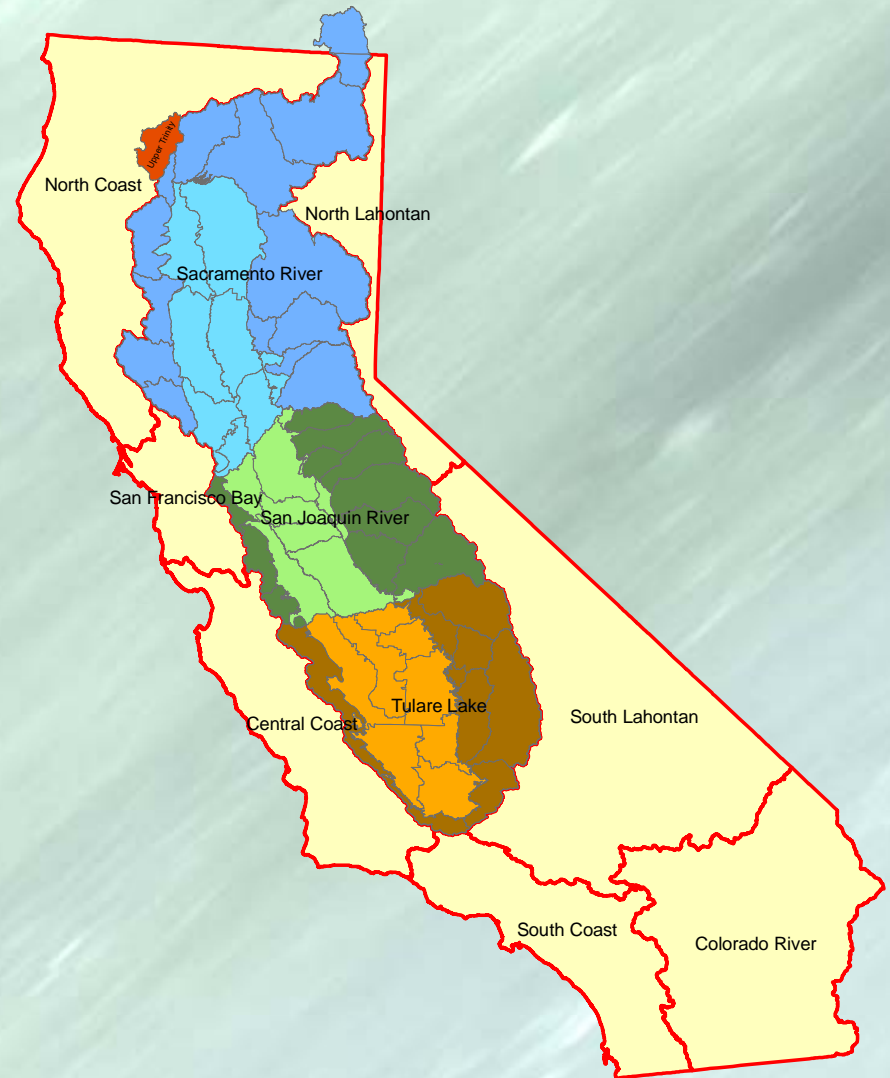 Upper Trinity
North Coast
North Lahontan
Sacramento River
San Francisco Bay
San Joaquin River
Tulare Lake
Central Coast
South Lahontan
South Coast
Colorado River